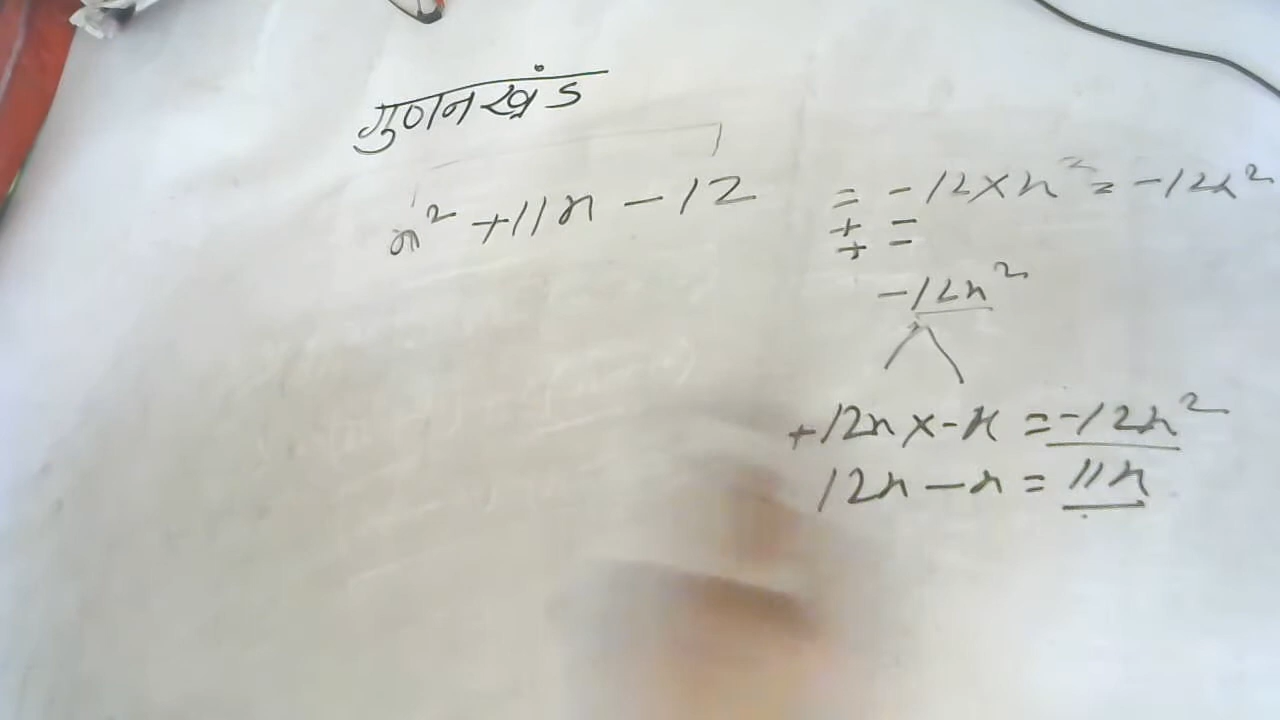 गुणनखंड
x² + 11x - 12 = -12 × x² = -12x²
+ -
+ -
-12x²
+12x × -x = -12x²
12x - x = 11x